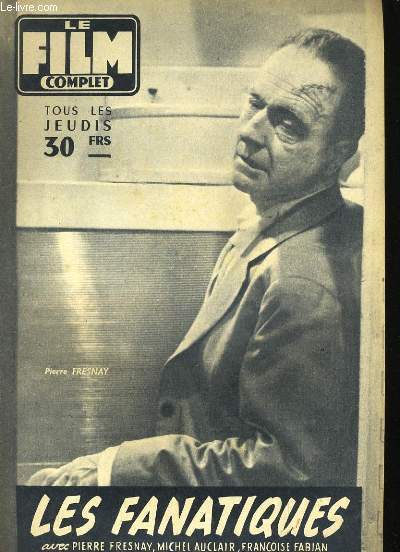 Le-livre.com
LE
FILM
COMPLET
TOUS LES
JEUDIS
30 FRS
Pierre FRESNAY
LES FANATIQUES
avec PIERRE FRESNAY, MICHEL AUCLAIR, FRANÇOISE FABIAN